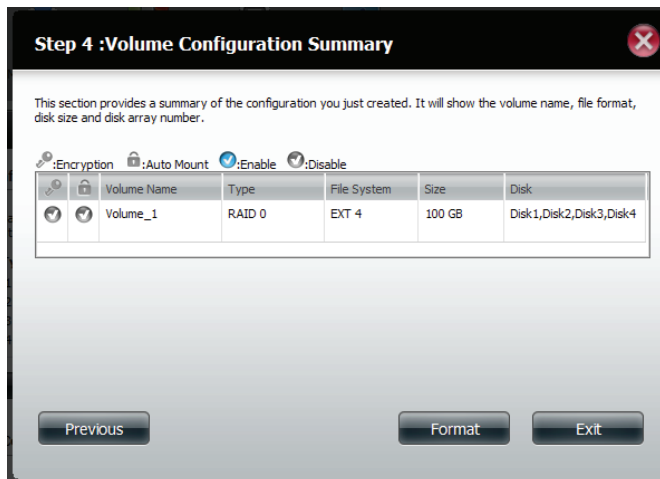 Step 4 :Volume Configuration Summary
This section provides a summary of the configuration you just created. It will show the volume name, file format,
disk size and disk array number.
:Encryption :Auto Mount :Enable :Disable
Volume Name Type File System Size Disk
Volume_1 RAID 0 EXT 4 100 GB Disk1,Disk2,Disk3,Disk4
Previous Format Exit